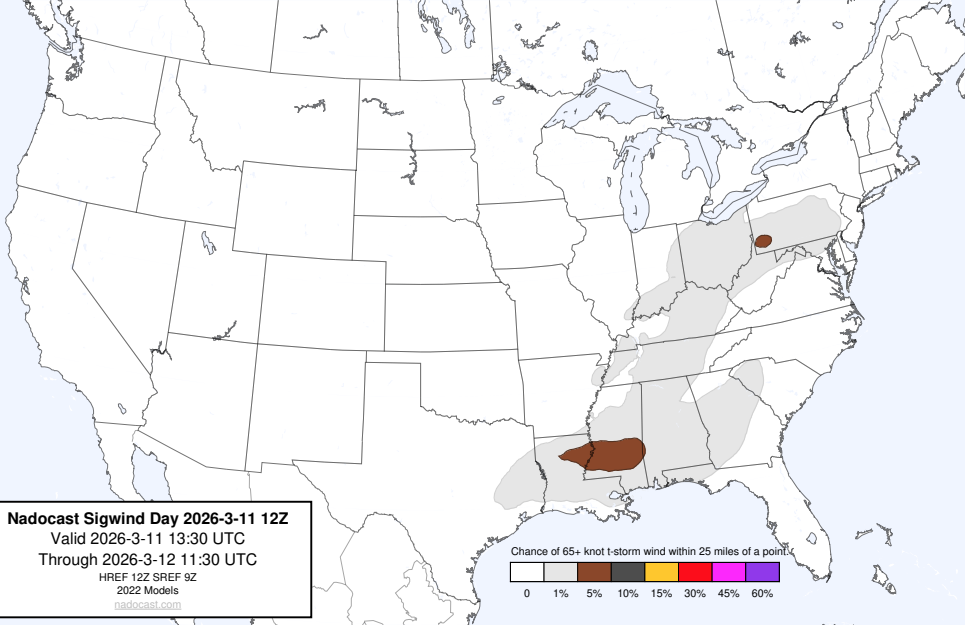 Nadocast Sigwind Day 2026-3-11 12Z
Valid 2026-3-11 13:30 UTC
Through 2026-3-12 11:30 UTC
HREF 12Z SREF 9Z
2022 Models
nadocast.com
Chance of 65+ knot t-storm wind within 25 miles of a point.
0 1% 5% 10% 15% 30% 45% 60%